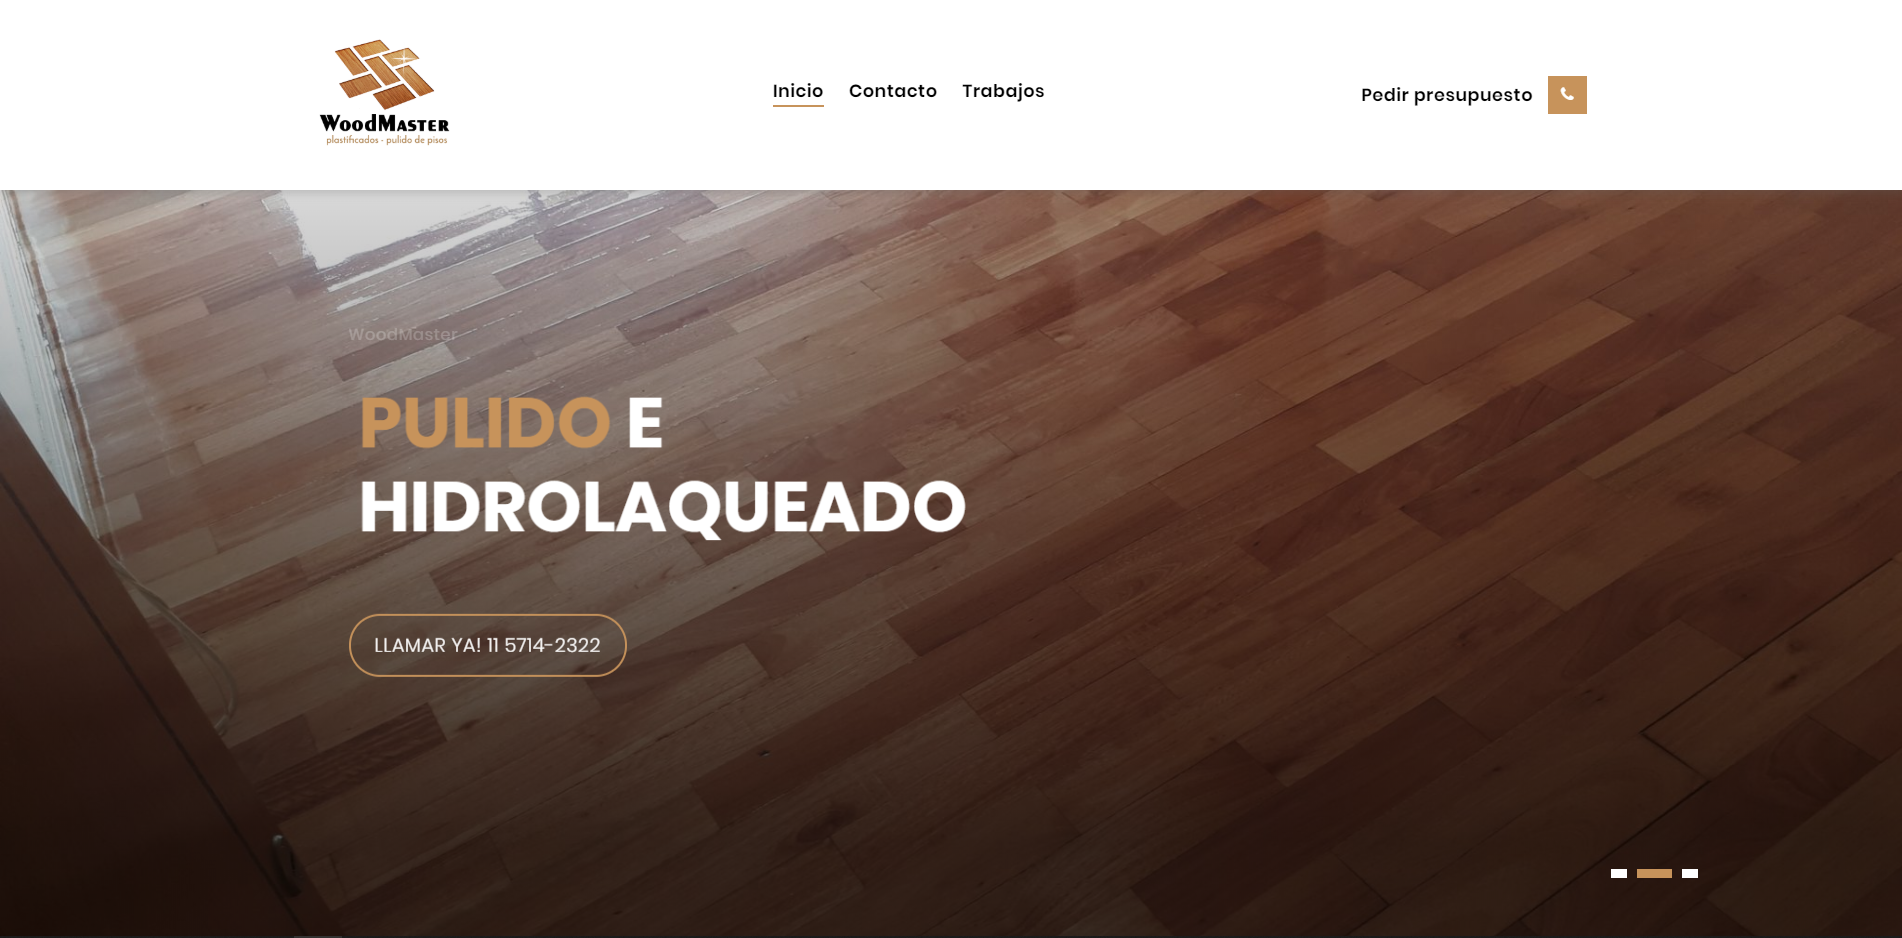 WoodMaster
plastificados - pulido de pisos
Inicio
Contacto
Trabajos
Pedir presupuesto
WoodMaster
PULIDO E
HIDROLAQUEADO
LLAMAR YA! 11 5714-2322